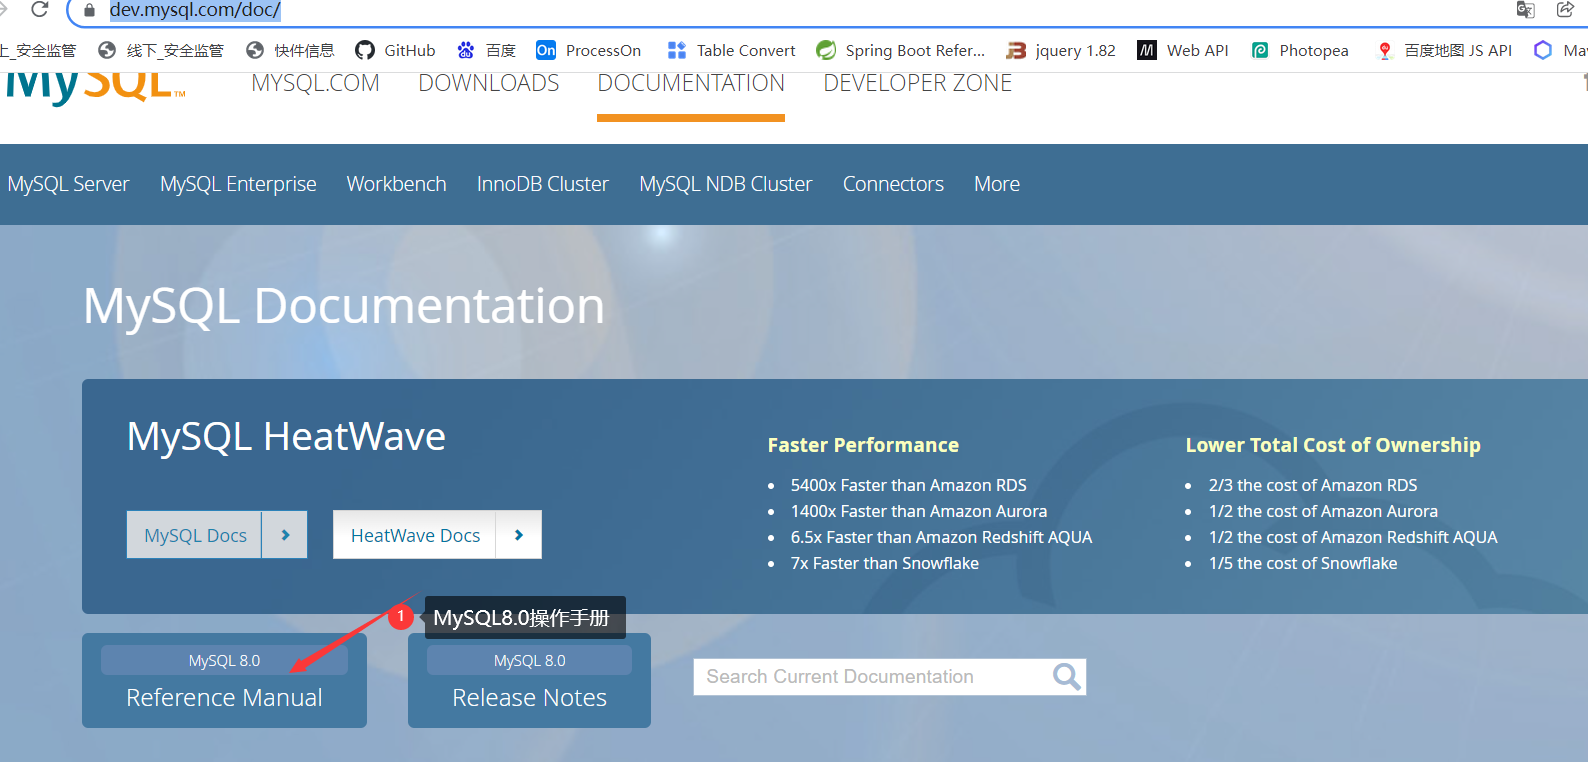 dev.mysql.com/doc/
上_安全监管 线下_安全监管 快件信息 GitHub 百度 ProcessOn Table Convert Spring Boot Refer... jquery 1.82 Web API Photopea 百度地图 JS API
MySQL™ MYSQL.COM DOWNLOADS DOCUMENTATION DEVELOPER ZONE
MySQL Server MySQL Enterprise Workbench InnoDB Cluster MySQL NDB Cluster Connectors More
MySQL Documentation
MySQL HeatWave
MySQL Docs
HeatWave Docs
Faster Performance
5400x Faster than Amazon RDS
1400x Faster than Amazon Aurora
6.5x Faster than Amazon Redshift AQUA
7x Faster than Snowflake
Lower Total Cost of Ownership
2/3 the cost of Amazon RDS
1/2 the cost of Amazon Aurora
1/2 the cost of Amazon Redshift AQUA
1/5 the cost of Snowflake
1 MySQL8.0操作手册
MySQL 8.0
Reference Manual
MySQL 8.0
Release Notes
Search Current Documentation